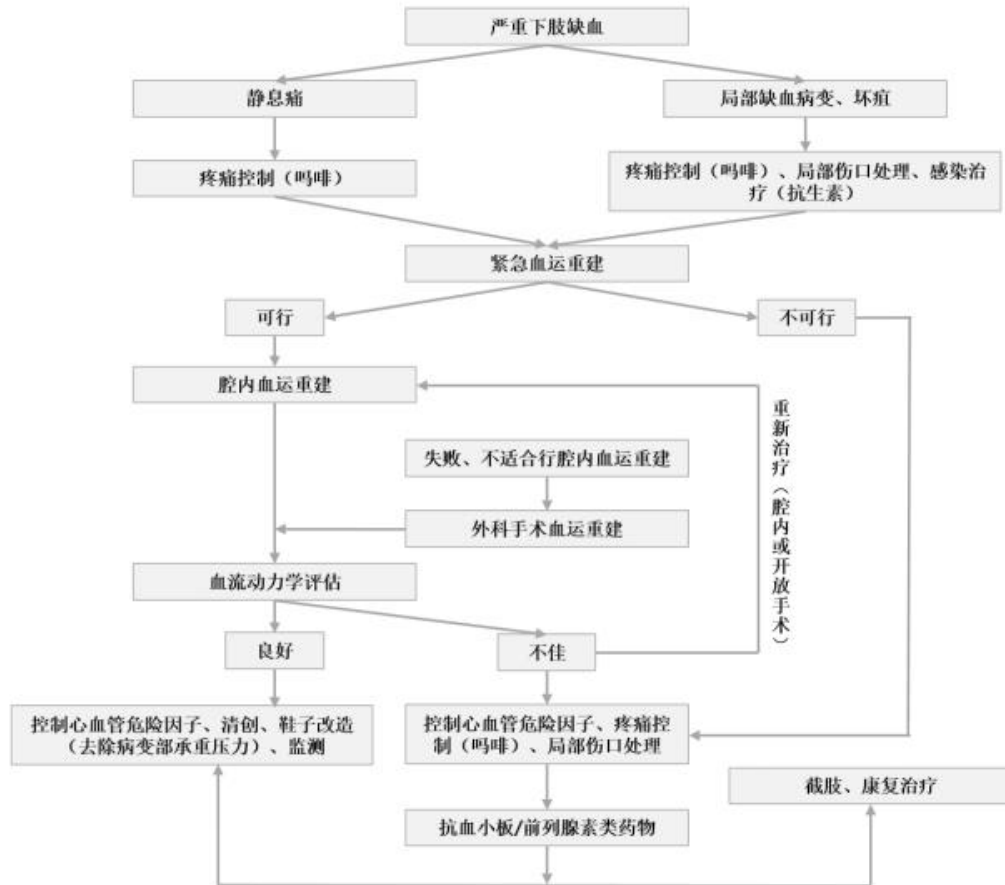 严重下肢缺血
静息痛
局部缺血病变、坏疽
疼痛控制（吗啡）
疼痛控制（吗啡）、局部伤口处理、感染治
疗（抗生素）
紧急血运重建
可行
不可行
腔内血运重建
重新治疗（腔内或开放手术）
失败、不适合行腔内血运重建
外科手术血运重建
血流动力学评估
良好
不佳
控制心血管危险因子、清创、鞋子改造
（去除病变部承重压力）、监测
控制心血管危险因子、疼痛控
制（吗啡）、局部伤口处理
截肢、康复治疗
抗血小板/前列腺素类药物